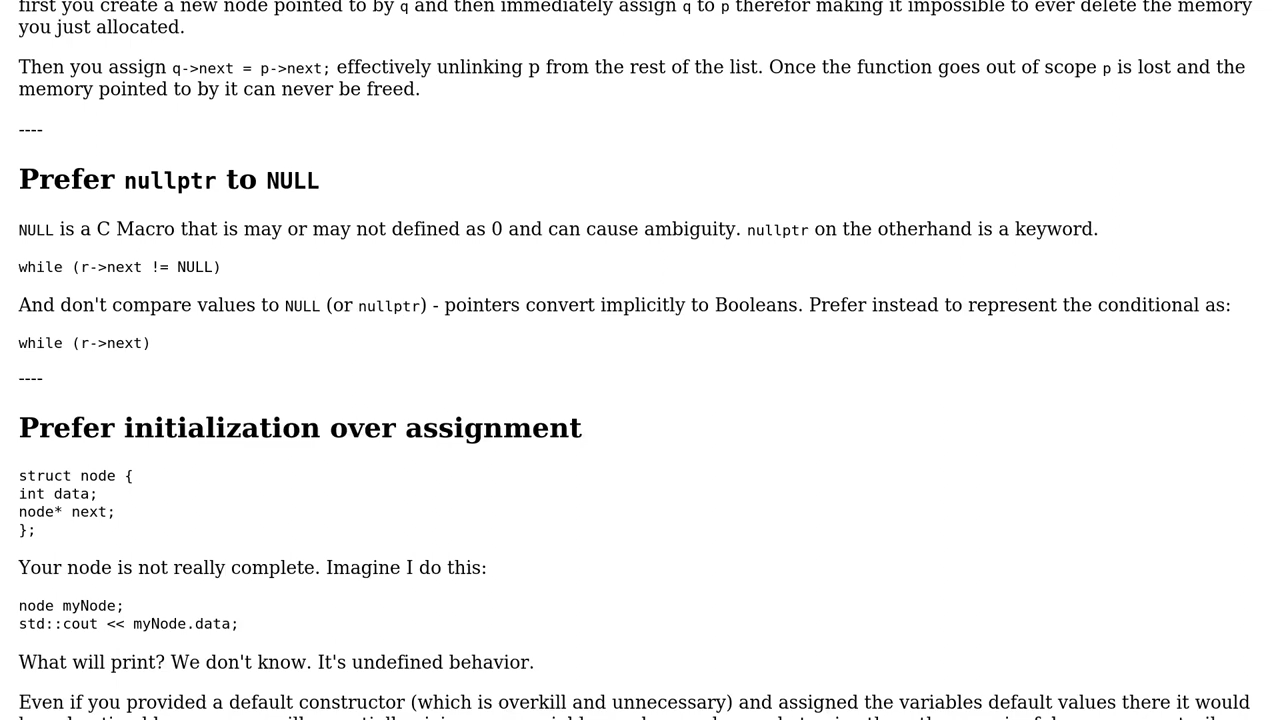 first you create a new node pointed to by q and then immediately assign q to p therefor making it impossible to ever delete the memory
you just allocated.
Then you assign q->next = p->next; effectively unlinking p from the rest of the list. Once the function goes out of scope p is lost and the
memory pointed to by it can never be freed.
----
Prefer nullptr to NULL
NULL is a C Macro that is may or may not defined as 0 and can cause ambiguity. nullptr on the otherhand is a keyword.
while (r->next != NULL)
And don't compare values to NULL (or nullptr) - pointers convert implicitly to Booleans. Prefer instead to represent the conditional as:
while (r->next)
----
Prefer initialization over assignment
struct node {
int data;
node* next;
};
Your node is not really complete. Imagine I do this:
node myNode;
std::cout << myNode.data;
What will print? We don't know. It's undefined behavior.
Even if you provided a default constructor (which is overkill and unnecessary) and assigned the variables default values there it would